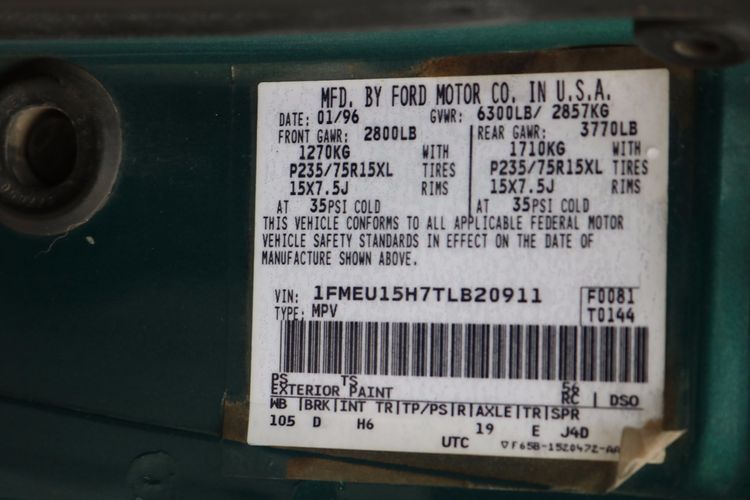 MFD. BY FORD MOTOR CO. IN U.S.A.
DATE: 01/96 GVWR: 6300LB/ 2857KG
FRONT GAWR: 2800LB REAR GAWR: 3770LB
1270KG WITH 1710KG WITH
P235/75R15XL TIRES P235/75R15XL TIRES
15X7.5J RIMS 15X7.5J RIMS
AT 35PSI COLD AT 35PSI COLD
THIS VEHICLE CONFORMS TO ALL APPLICABLE FEDERAL MOTOR
VEHICLE SAFETY STANDARDS IN EFFECT ON THE DATE OF
MANUFACTURE SHOWN ABOVE.
VIN: 1FMEU15H7TLB20911 F0081
TYPE: MPV T0144
PS TS 56
EXTERIOR PAINT RC DSO
WB | BRK | INT TR | TP/PS | R | AXLE | TR | SPR
105 D H6 19 E J4D
UTC ▽F65B-1520472-AA